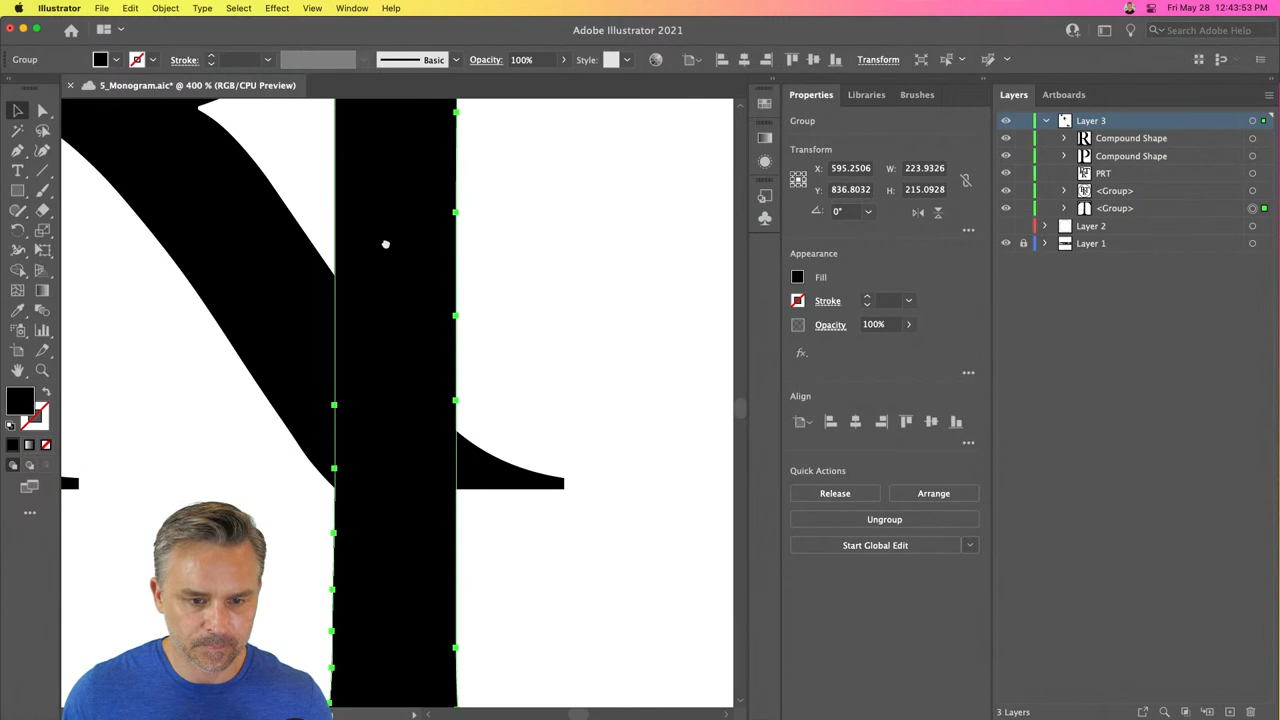 Illustrator File Edit Object Type Select Effect View Window Help Fri May 28 12:43:53 PM
Adobe Illustrator 2021 Search Adobe Help
Group Stroke: Basic Opacity: 100% Style: Transform
5_Monogram.aic* @ 400 % (RGB/CPU Preview)
Properties Libraries Brushes Layers Artboards
Group
Layer 3
Compound Shape
Transform
Compound Shape
X: 595.2506 W: 223.9326
PRT
Y: 836.8032 H: 215.0928
<Group>
0°
<Group>
Layer 2
Layer 1
Appearance
Fill
Stroke
Opacity 100%
fx.
Align
Quick Actions
Release Arrange
Ungroup
Start Global Edit
3 Layers